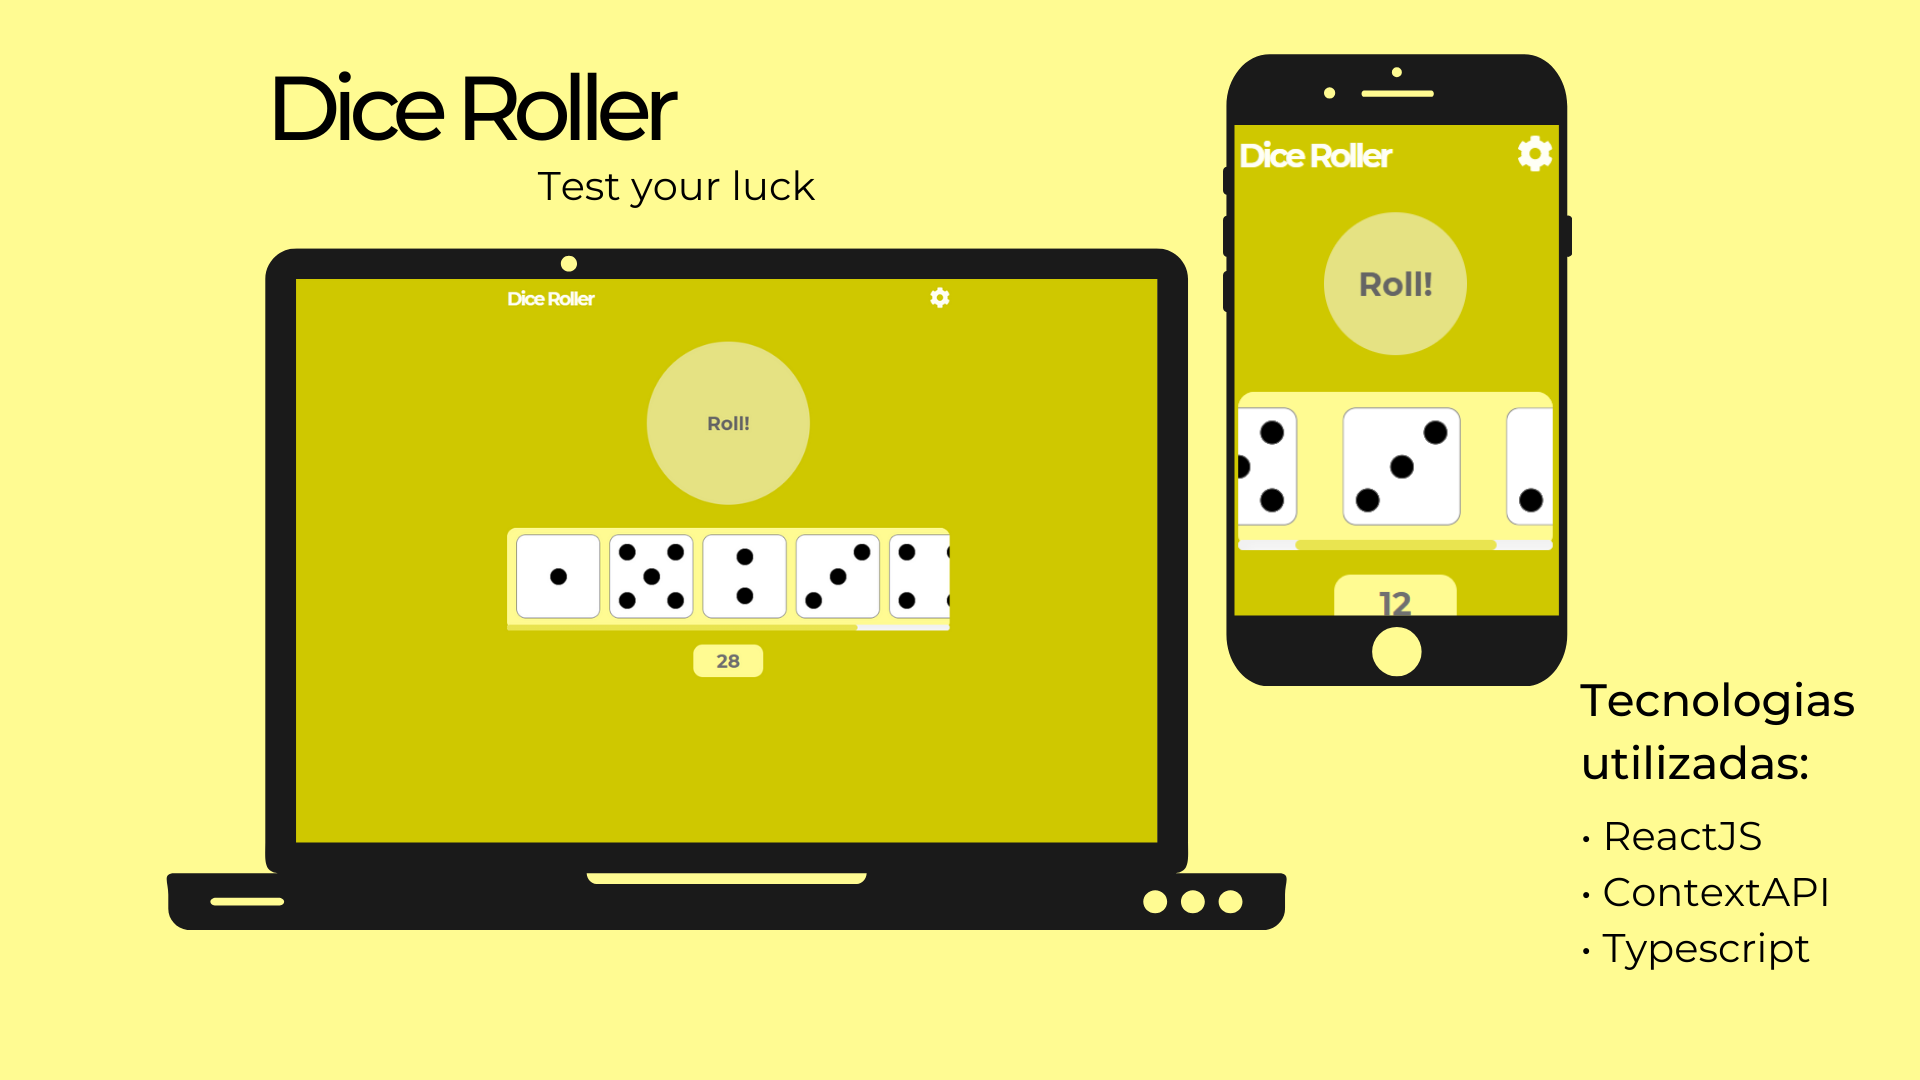 Dice Roller
Test your luck
Dice Roller
Roll!
28
Dice Roller
Roll!
12
Tecnologias
utilizadas:
• ReactJS
• ContextAPI
• Typescript